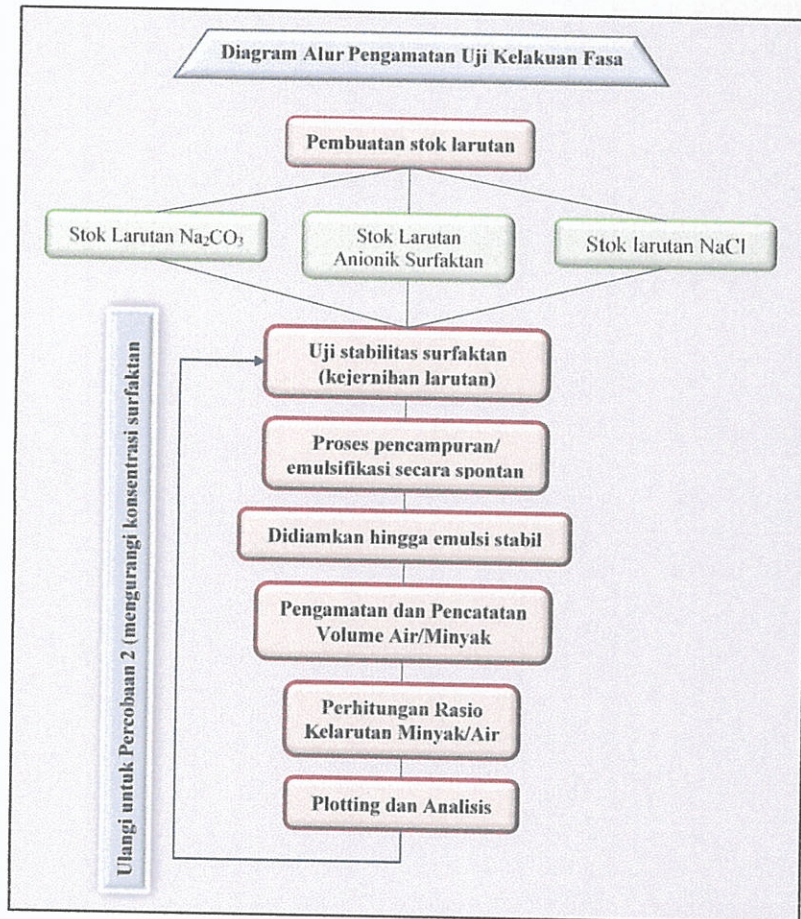 Diagram Alur Pengamatan Uji Kelakuan Fasa
Pembuatan stok larutan
Stok Larutan Na₂CO₃
Stok Larutan
Anionik Surfaktan
Stok larutan NaCl
Uji stabilitas surfaktan
(kejernihan larutan)
Proses pencampuran/
emulsifikasi secara spontan
Didiamkan hingga emulsi stabil
Pengamatan dan Pencatatan
Volume Air/Minyak
Perhitungan Rasio
Kelarutan Minyak/Air
Plotting dan Analisis
Ulangi untuk Percobaan 2 (mengurangi konsentrasi surfaktan